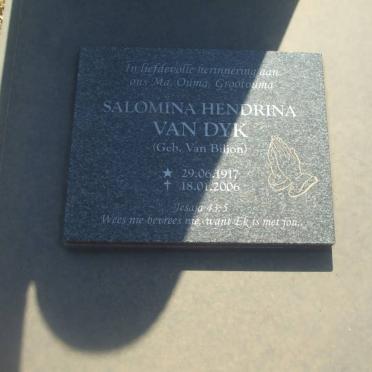 In liefdevolle herinnering aan
ons Ma, Ouma, Grootouma
SALOMINA HENDRINA
VAN DYK
(Geb. Van Biljon)
★ 29.06.1917
† 18.01.2006
Jesaja 43:5
Wees nie bevrees nie, want Ek is met jou..